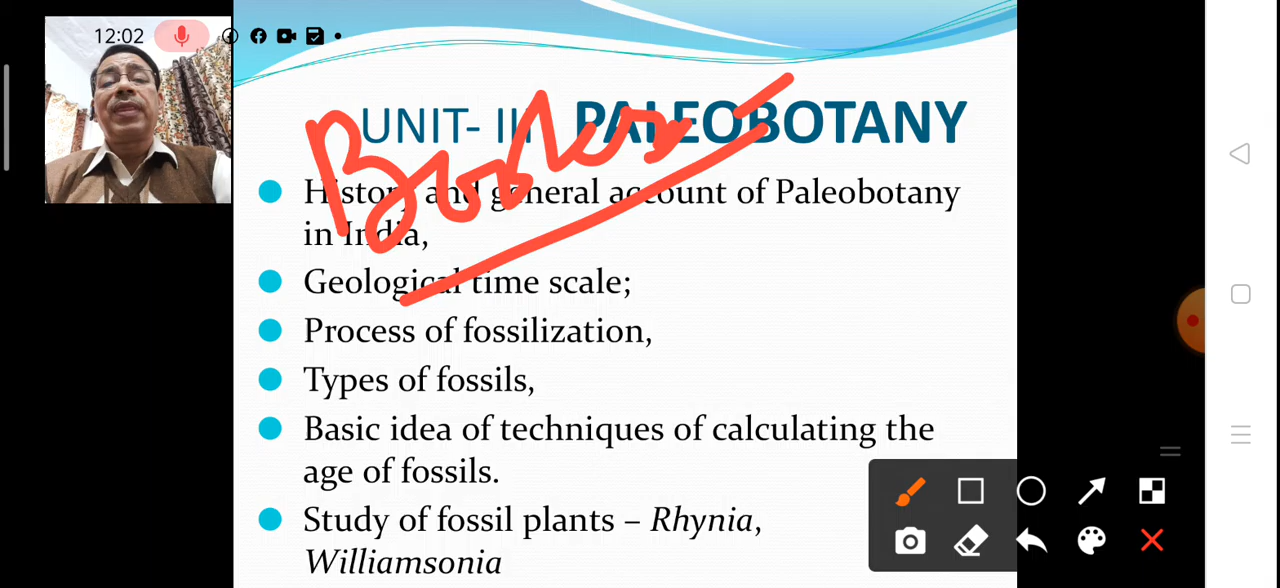 12:02
UNIT- III PALEOBOTANY
History and general account of Paleobotany
in India,
Geological time scale;
Process of fossilization,
Types of fossils,
Basic idea of techniques of calculating the
age of fossils.
Study of fossil plants – Rhynia,
Williamsonia